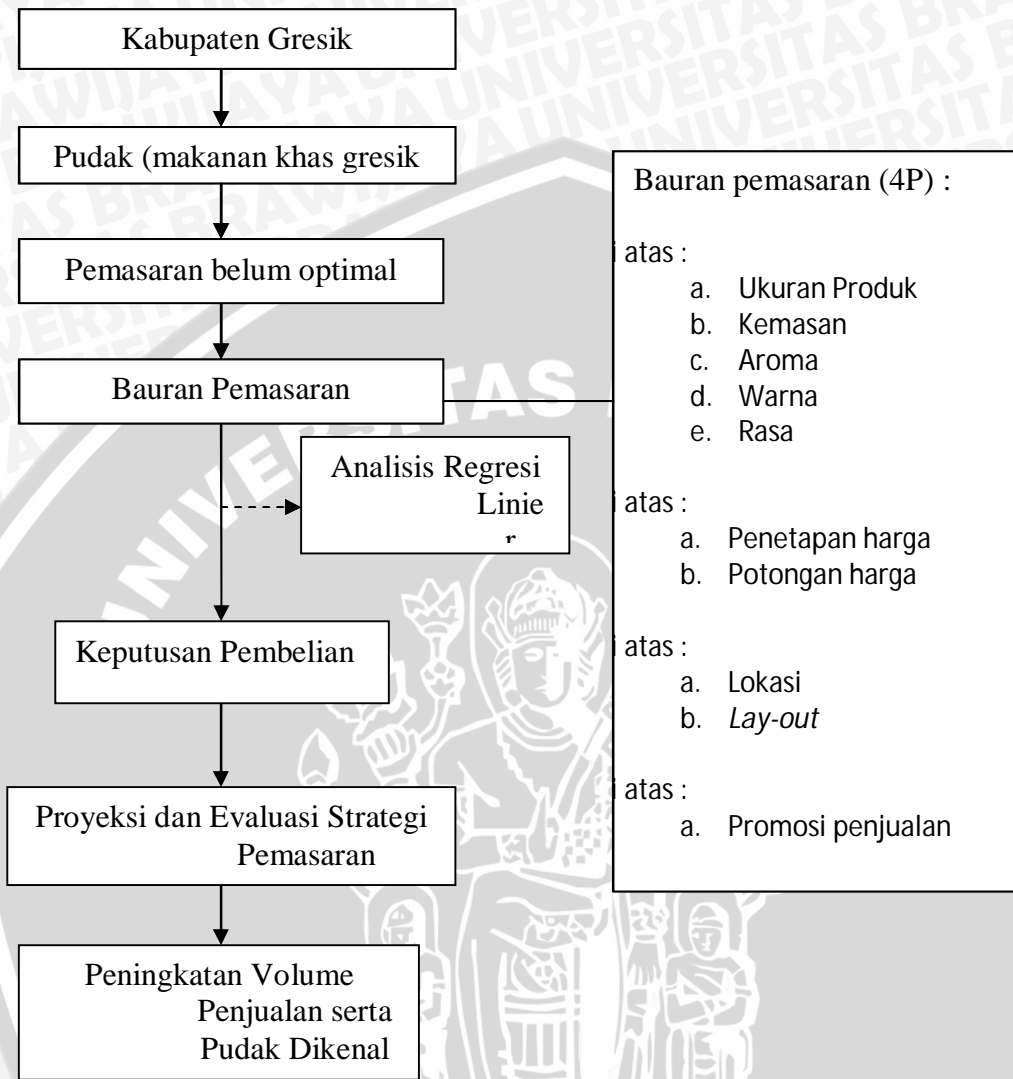 Kabupaten Gresik
Pudak (makanan khas gresik
Pemasaran belum optimal
Bauran Pemasaran
Analisis Regresi
Linie
r
Keputusan Pembelian
Proyeksi dan Evaluasi Strategi
Pemasaran
Peningkatan Volume
Penjualan serta
Pudak Dikenal
Bauran pemasaran (4P) :
i atas :
a. Ukuran Produk
b. Kemasan
c. Aroma
d. Warna
e. Rasa
i atas :
a. Penetapan harga
b. Potongan harga
i atas :
a. Lokasi
b. Lay-out
i atas :
a. Promosi penjualan